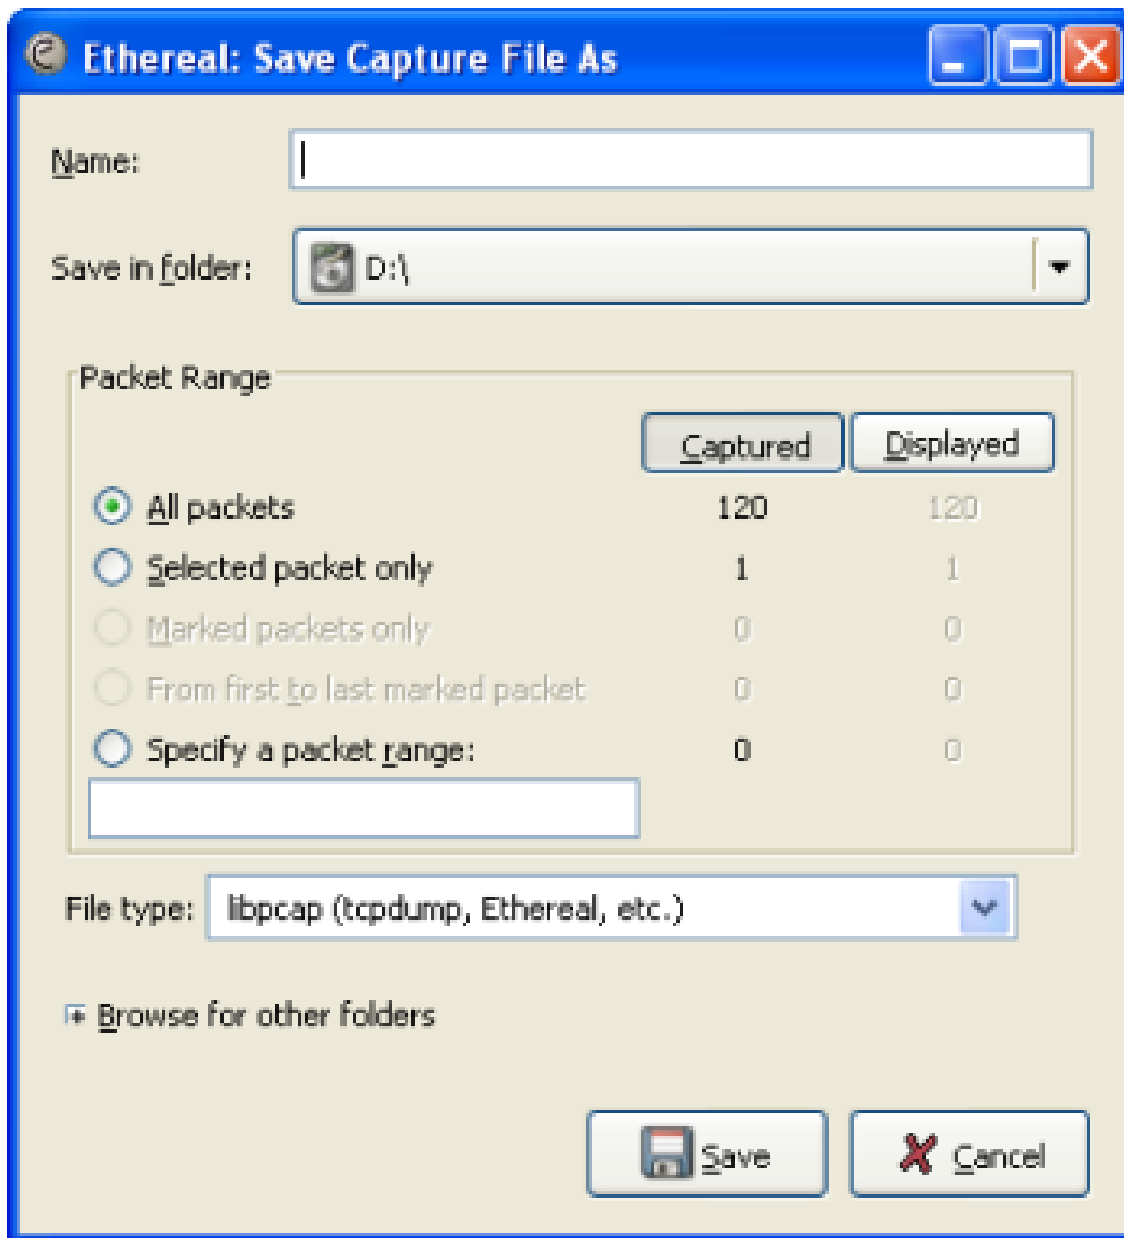 Ethereal: Save Capture File As
Name:
Save in folder: D:\
Packet Range
Captured Displayed
All packets 120 120
Selected packet only 1 1
Marked packets only 0 0
From first to last marked packet 0 0
Specify a packet range: 0 0
File type: libpcap (tcpdump, Ethereal, etc.)
Browse for other folders
Save Cancel